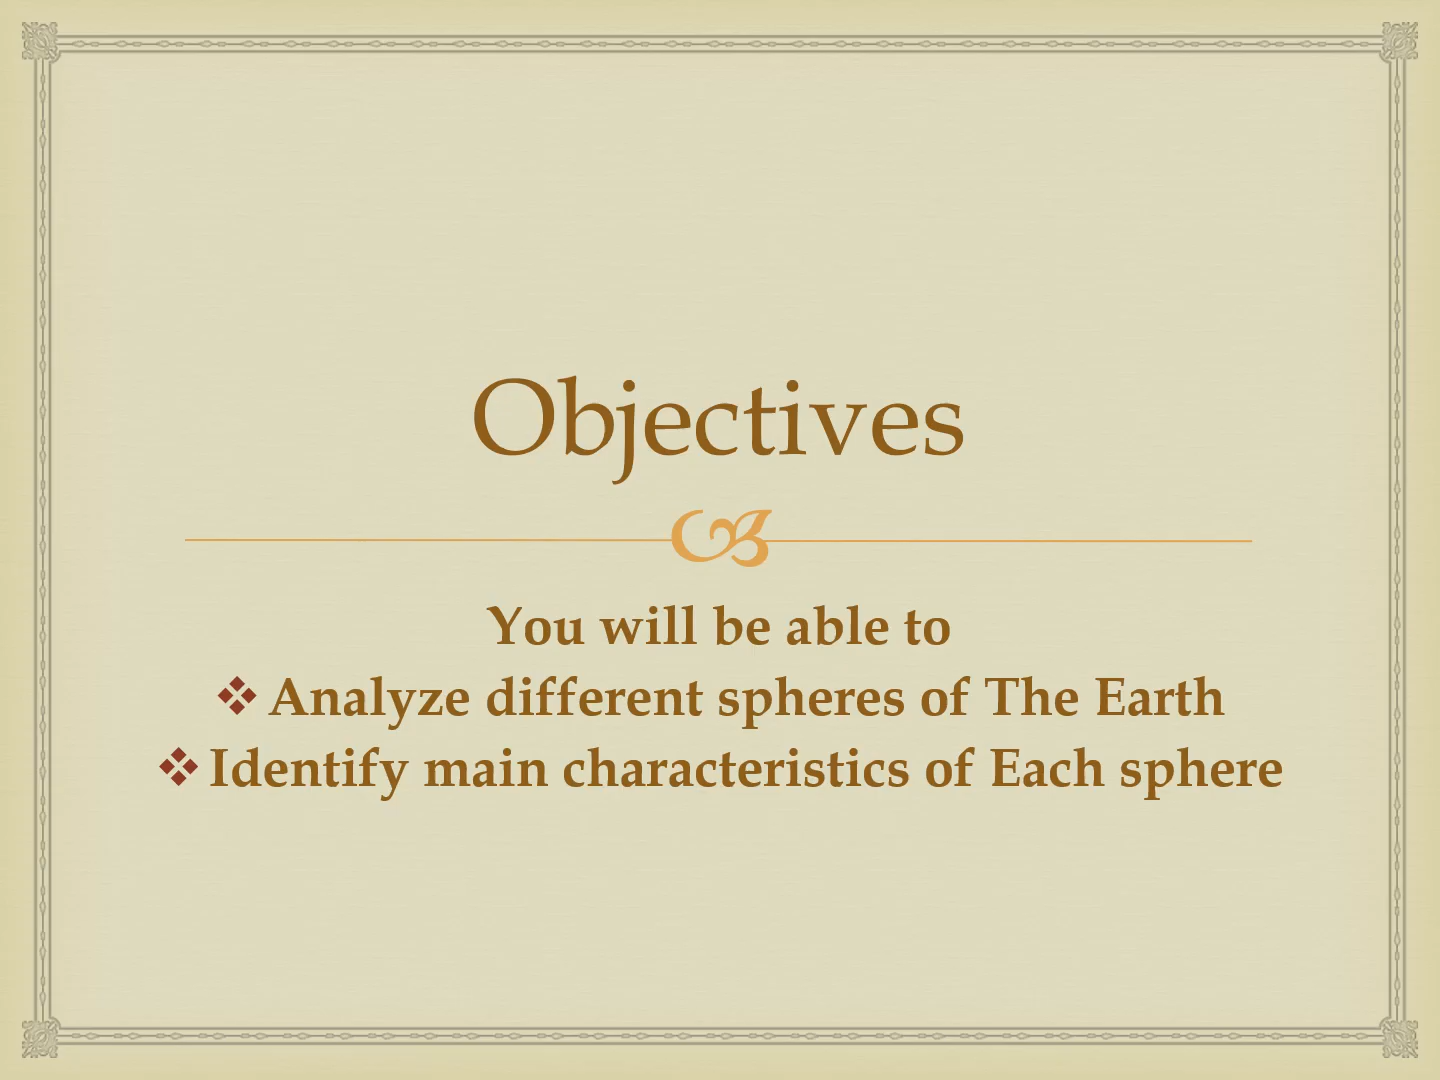 Objectives
You will be able to
❖ Analyze different spheres of The Earth
❖ Identify main characteristics of Each sphere